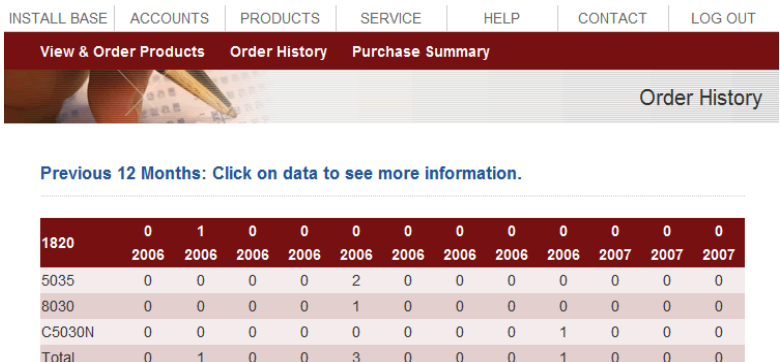 INSTALL BASE ACCOUNTS PRODUCTS SERVICE HELP CONTACT LOG OUT
View & Order Products Order History Purchase Summary
Order History
Previous 12 Months: Click on data to see more information.
1820 0 1 0 0 0 0 0 0 0 0 0 0
2006 2006 2006 2006 2006 2006 2006 2006 2006 2007 2007 2007
5035 0 0 0 0 2 0 0 0 0 0 0 0
8030 0 0 0 0 1 0 0 0 0 0 0 0
C5030N 0 0 0 0 0 0 0 0 1 0 0 0
Total 0 1 0 0 3 0 0 0 1 0 0 0